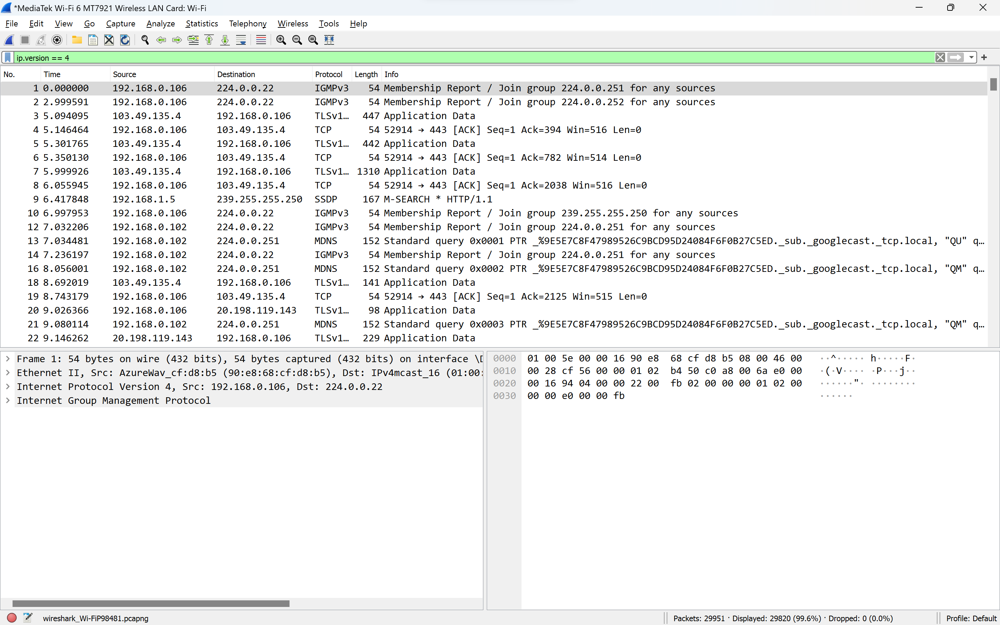 *MediaTek Wi-Fi 6 MT7921 Wireless LAN Card: Wi-Fi
File Edit View Go Capture Analyze Statistics Telephony Wireless Tools Help
ip.version == 4
No. Time Source Destination Protocol Length Info
1 0.000000 192.168.0.106 224.0.0.22 IGMPv3 54 Membership Report / Join group 224.0.0.251 for any sources
2 2.999591 192.168.0.106 224.0.0.22 IGMPv3 54 Membership Report / Join group 224.0.0.252 for any sources
3 5.094095 103.49.135.4 192.168.0.106 TLSv1… 447 Application Data
4 5.146464 192.168.0.106 103.49.135.4 TCP 54 52914 → 443 [ACK] Seq=1 Ack=394 Win=516 Len=0
5 5.301765 103.49.135.4 192.168.0.106 TLSv1… 442 Application Data
6 5.350130 192.168.0.106 103.49.135.4 TCP 54 52914 → 443 [ACK] Seq=1 Ack=782 Win=514 Len=0
7 5.999926 103.49.135.4 192.168.0.106 TLSv1… 1310 Application Data
8 6.055945 192.168.0.106 103.49.135.4 TCP 54 52914 → 443 [ACK] Seq=1 Ack=2038 Win=516 Len=0
9 6.417848 192.168.1.5 239.255.255.250 SSDP 167 M-SEARCH * HTTP/1.1
10 6.997953 192.168.0.106 224.0.0.22 IGMPv3 54 Membership Report / Join group 239.255.255.250 for any sources
12 7.032206 192.168.0.102 224.0.0.22 IGMPv3 54 Membership Report / Join group 224.0.0.251 for any sources
13 7.034481 192.168.0.102 224.0.0.251 MDNS 152 Standard query 0x0001 PTR _%9E5E7C8F47989526C9BCD95D24084F6F0B27C5ED._sub._googlecast._tcp.local, "QU" q…
14 7.236197 192.168.0.102 224.0.0.22 IGMPv3 54 Membership Report / Join group 224.0.0.251 for any sources
16 8.056001 192.168.0.102 224.0.0.251 MDNS 152 Standard query 0x0002 PTR _%9E5E7C8F47989526C9BCD95D24084F6F0B27C5ED._sub._googlecast._tcp.local, "QM" q…
18 8.692019 103.49.135.4 192.168.0.106 TLSv1… 141 Application Data
19 8.743179 192.168.0.106 103.49.135.4 TCP 54 52914 → 443 [ACK] Seq=1 Ack=2125 Win=515 Len=0
20 9.026366 192.168.0.106 20.198.119.143 TLSv1… 98 Application Data
21 9.080114 192.168.0.102 224.0.0.251 MDNS 152 Standard query 0x0003 PTR _%9E5E7C8F47989526C9BCD95D24084F6F0B27C5ED._sub._googlecast._tcp.local, "QM" q…
22 9.146262 20.198.119.143 192.168.0.106 TLSv1… 229 Application Data
Frame 1: 54 bytes on wire (432 bits), 54 bytes captured (432 bits) on interface \
Ethernet II, Src: AzureWav_cf:d8:b5 (90:e8:68:cf:d8:b5), Dst: IPv4mcast_16 (01:00:
Internet Protocol Version 4, Src: 192.168.0.106, Dst: 224.0.0.22
Internet Group Management Protocol
0000 01 00 5e 00 00 16 90 e8 68 cf d8 b5 08 00 46 00 ··^····· h·····F·
0010 00 28 cf 56 00 00 01 02 b4 50 c0 a8 00 6a e0 00 ·(·V···· ·P···j··
0020 00 16 94 04 00 00 22 00 fb 02 00 00 00 01 02 00 ······"· ········
0030 00 00 e0 00 00 fb ······
wireshark_Wi-FiP98481.pcapng
Packets: 29951 · Displayed: 29820 (99.6%) · Dropped: 0 (0.0%)
Profile: Default